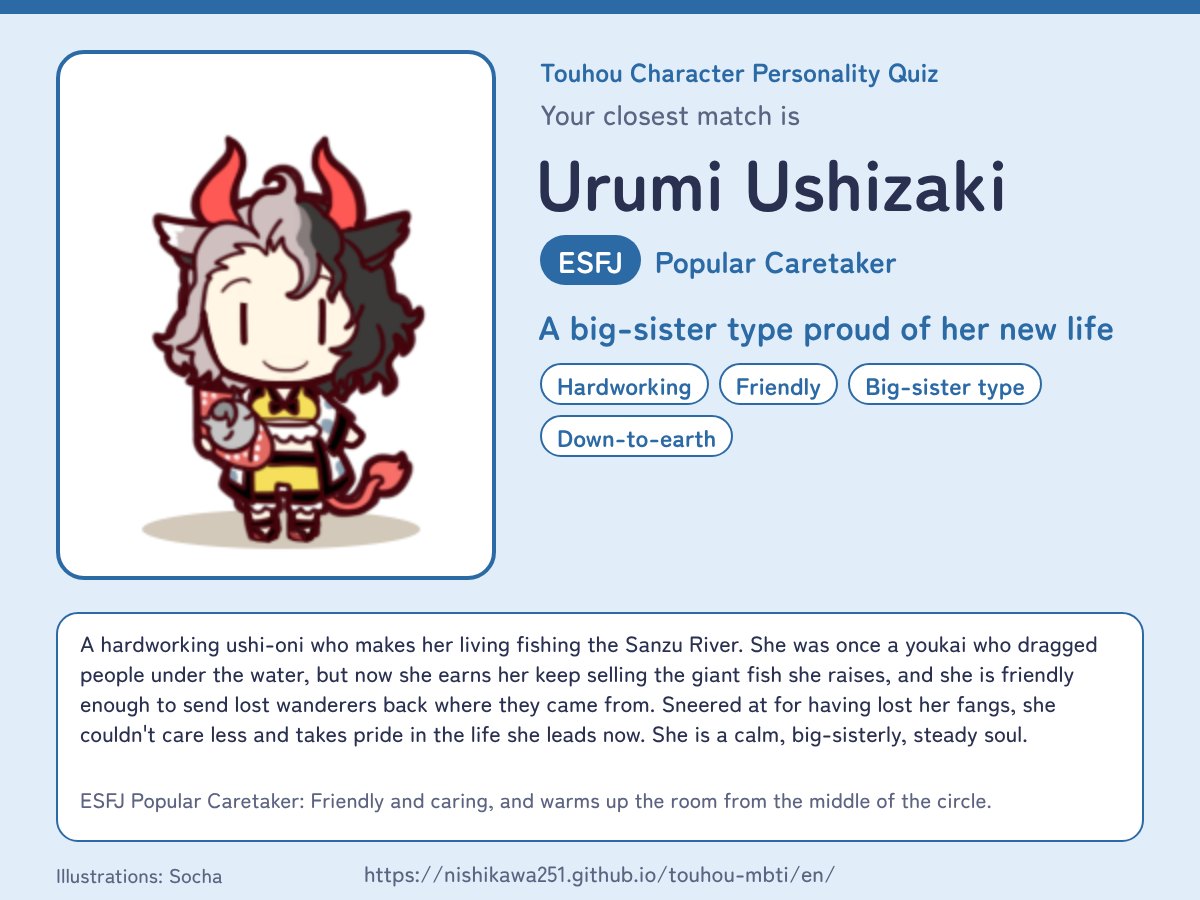 Touhou Character Personality Quiz
Your closest match is
Urumi Ushizaki
ESFJ Popular Caretaker
A big-sister type proud of her new life
Hardworking Friendly Big-sister type
Down-to-earth
A hardworking ushi-oni who makes her living fishing the Sanzu River. She was once a youkai who dragged
people under the water, but now she earns her keep selling the giant fish she raises, and she is friendly
enough to send lost wanderers back where they came from. Sneered at for having lost her fangs, she
couldn't care less and takes pride in the life she leads now. She is a calm, big-sisterly, steady soul.
ESFJ Popular Caretaker: Friendly and caring, and warms up the room from the middle of the circle.
Illustrations: Socha https://nishikawa251.github.io/touhou-mbti/en/